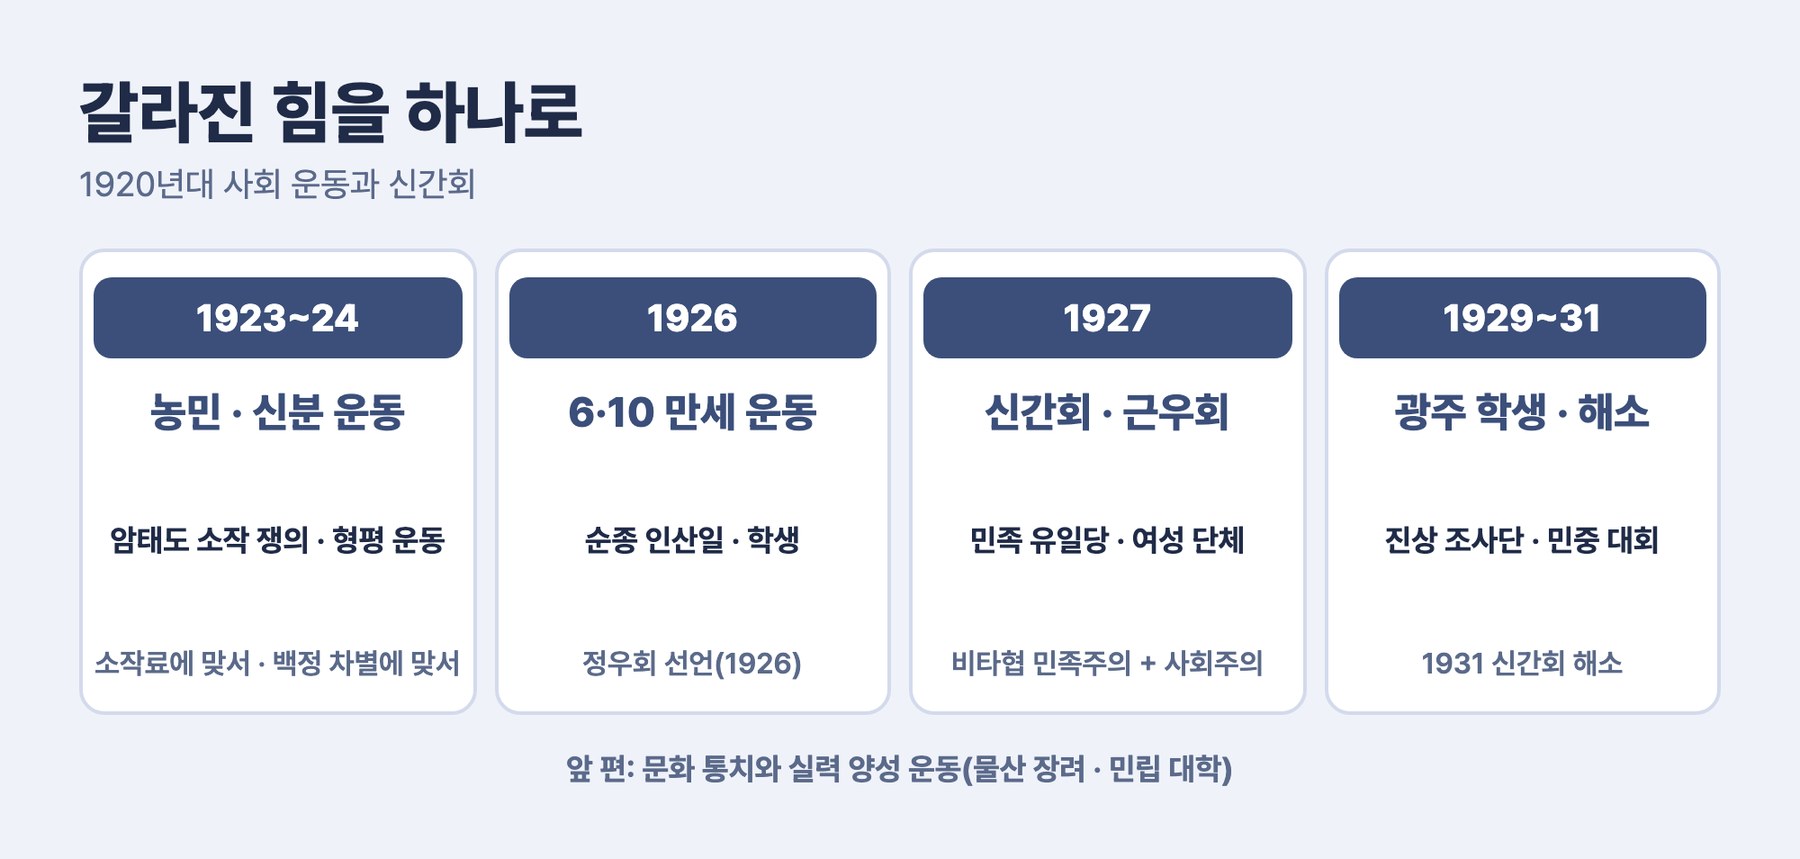 갈라진 힘을 하나로
1920년대 사회 운동과 신간회
1923~24
농민 · 신분 운동
암태도 소작 쟁의 · 형평 운동
소작료에 맞서 · 백정 차별에 맞서
1926
6·10 만세 운동
순종 인산일 · 학생
정우회 선언(1926)
1927
신간회 · 근우회
민족 유일당 · 여성 단체
비타협 민족주의 + 사회주의
1929~31
광주 학생 · 해소
진상 조사단 · 민중 대회
1931 신간회 해소
앞 편: 문화 통치와 실력 양성 운동(물산 장려 · 민립 대학)